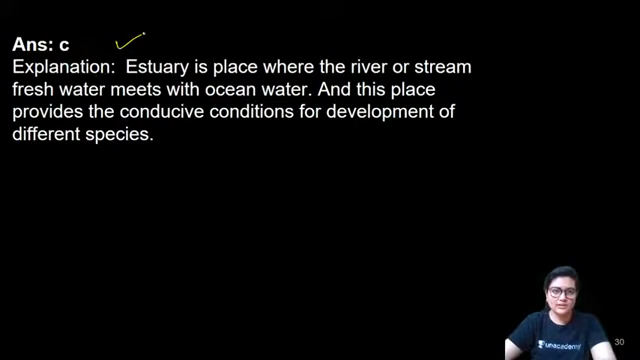 Ans: c
Explanation:  Estuary is place where the river or stream
fresh water meets with ocean water. And this place
provides the conducive conditions for development of
different species.
unacademy
30